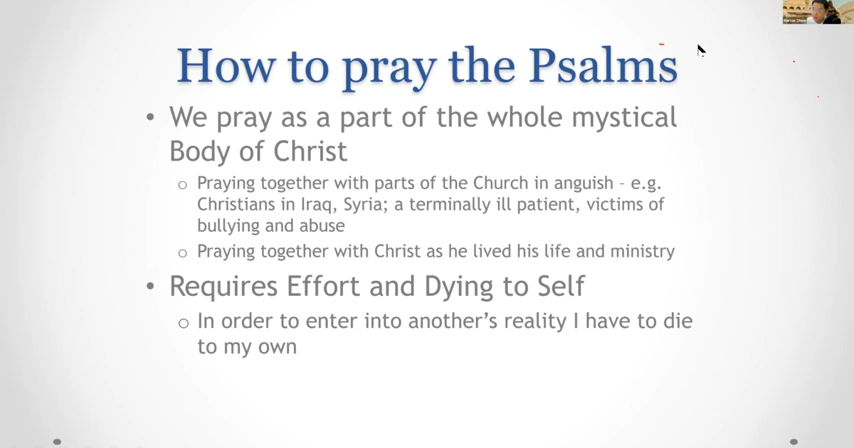 How to pray the Psalms
• We pray as a part of the whole mystical
Body of Christ
o Praying together with parts of the Church in anguish – e.g.
Christians in Iraq, Syria; a terminally ill patient, victims of
bullying and abuse
o Praying together with Christ as he lived his life and ministry
• Requires Effort and Dying to Self
o In order to enter into another’s reality I have to die
to my own